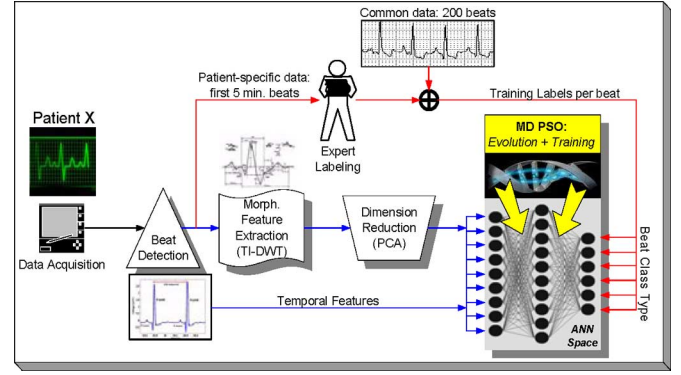 Common data: 200 beats
Patient-specific data:
first 5 min. beats
Training Labels per beat
Patient X
Expert
Labeling
MD PSO:
Evolution + Training
Morph.
Feature
Extraction
(TI-DWT)
Dimension
Reduction
(PCA)
Beat
Detection
Data Acquisition
Temporal Features
Beat Class Type
ANN
Space